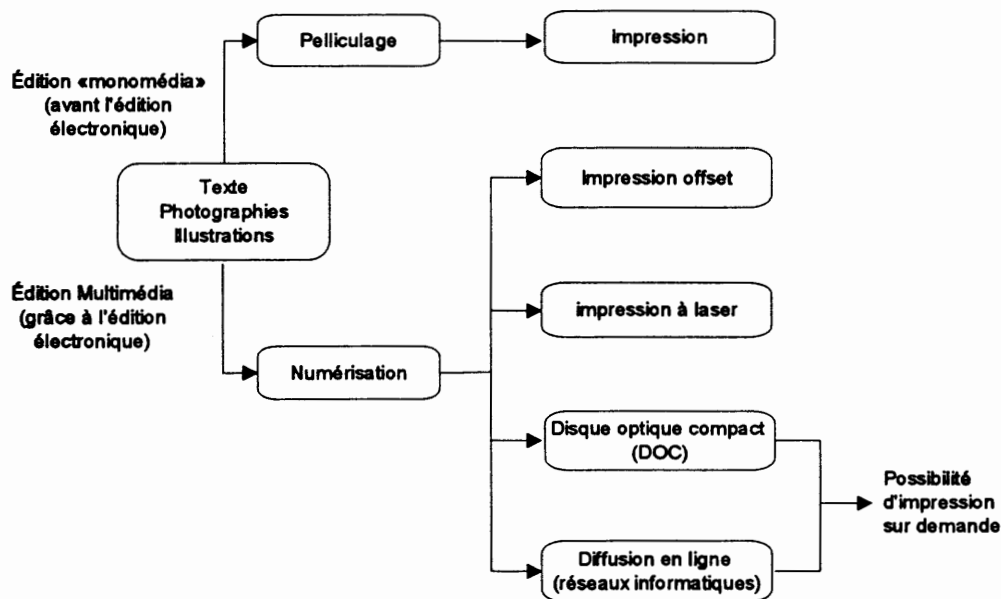 Pelliculage
Impression
Édition «monomédia»
(avant l'édition
électronique)
Texte
Photographies
Illustrations
Impression offset
Édition Multimédia
(grâce à l'édition
électronique)
impression à laser
Numérisation
Disque optique compact
(DOC)
Possibilité
d'impression
sur demande
Diffusion en ligne
(réseaux informatiques)